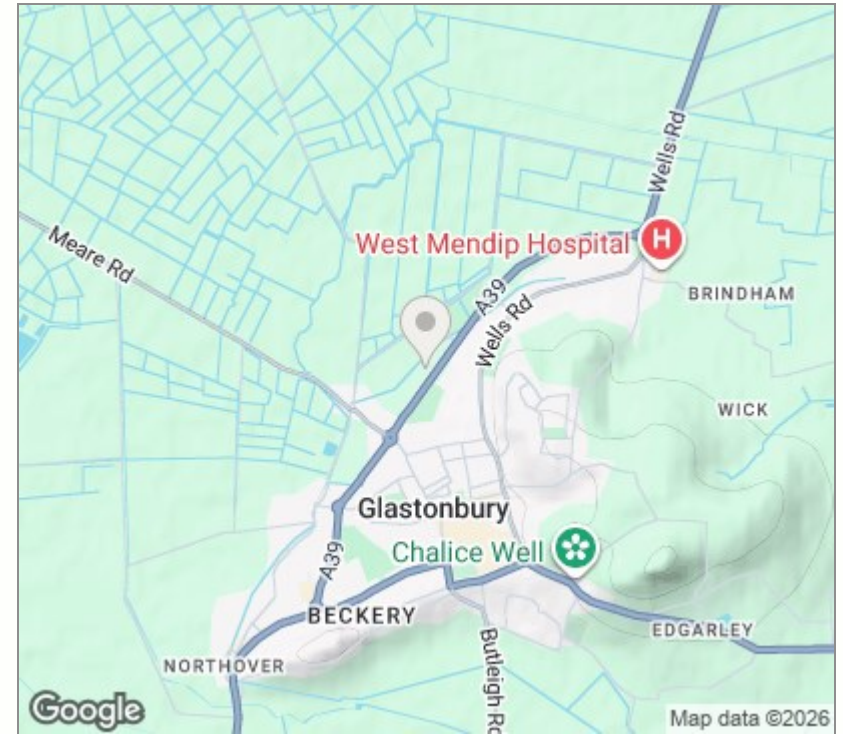 Wells Rd
Meare Rd
West Mendip Hospital
H
BRINDHAM
A39
Wells Rd
WICK
Glastonbury
Chalice Well
A39
BECKERY
EDGARLEY
NORTHOVER
Butleigh Rd
Google
Map data ©2026